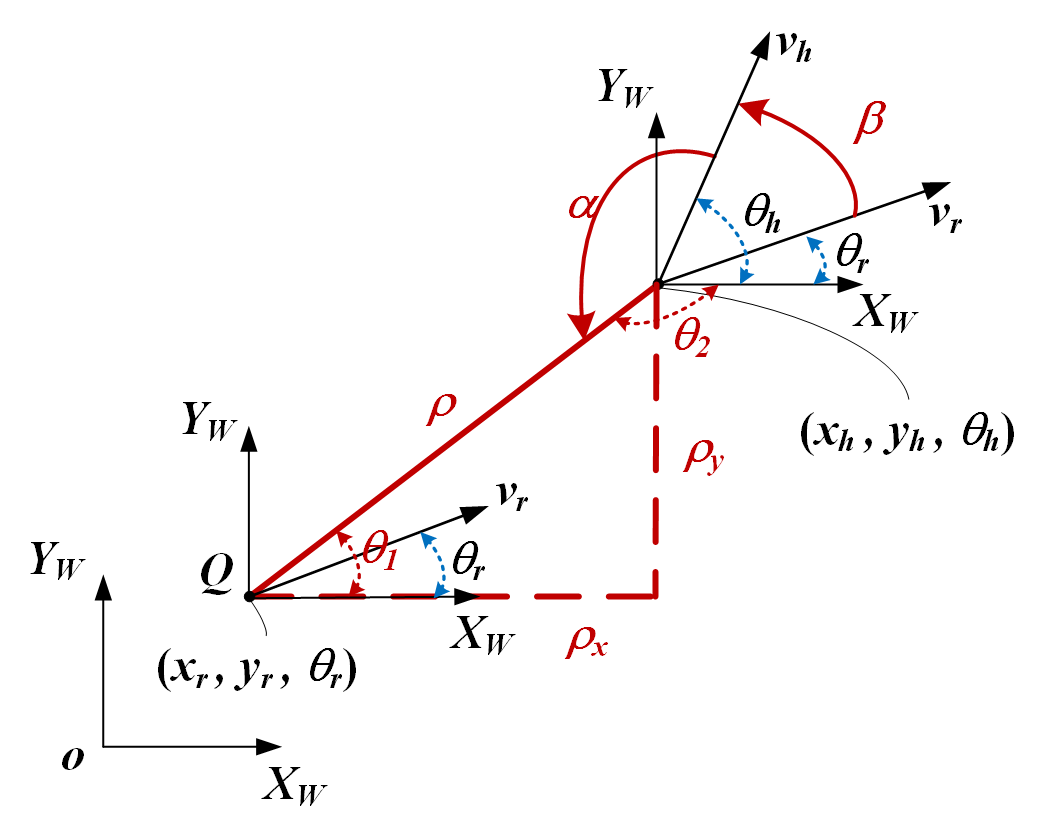 v_h
Y_W
β
α
θ_h
v_r
θ_r
X_W
θ_2
ρ
Y_W
(x_h, y_h, θ_h)
ρ_y
v_r
Y_W
Q
θ_1
θ_r
X_W
ρ_x
(x_r, y_r, θ_r)
o
X_W